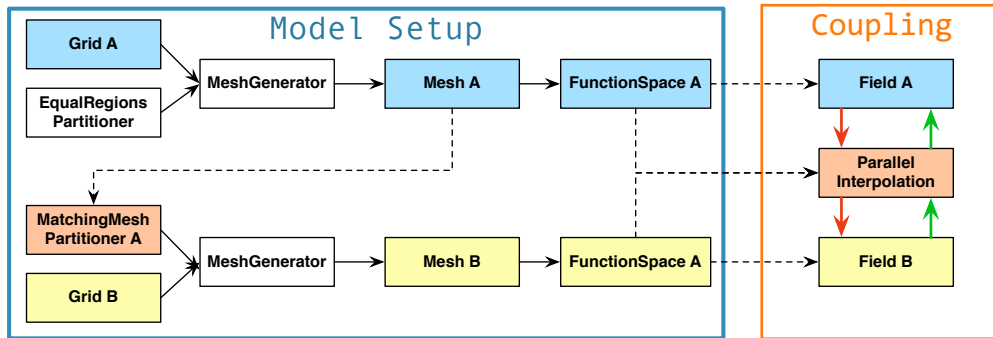 Model Setup
Coupling
Grid A
EqualRegions
Partitioner
MeshGenerator
Mesh A
FunctionSpace A
Field A
Parallel
Interpolation
MatchingMesh
Partitioner A
Grid B
MeshGenerator
Mesh B
FunctionSpace A
Field B